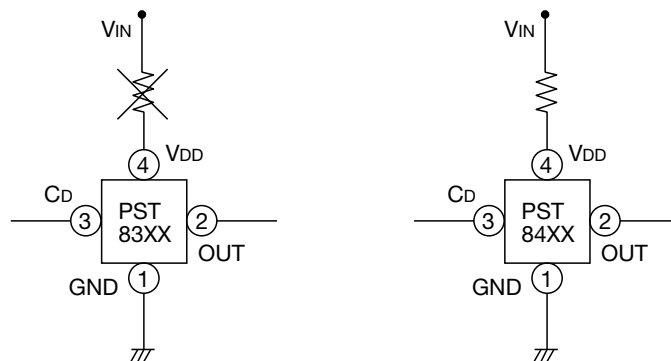 VIN
4
VDD
CD
3
PST
83XX
2
OUT
GND
1
VIN
4
VDD
CD
3
PST
84XX
2
OUT
GND
1